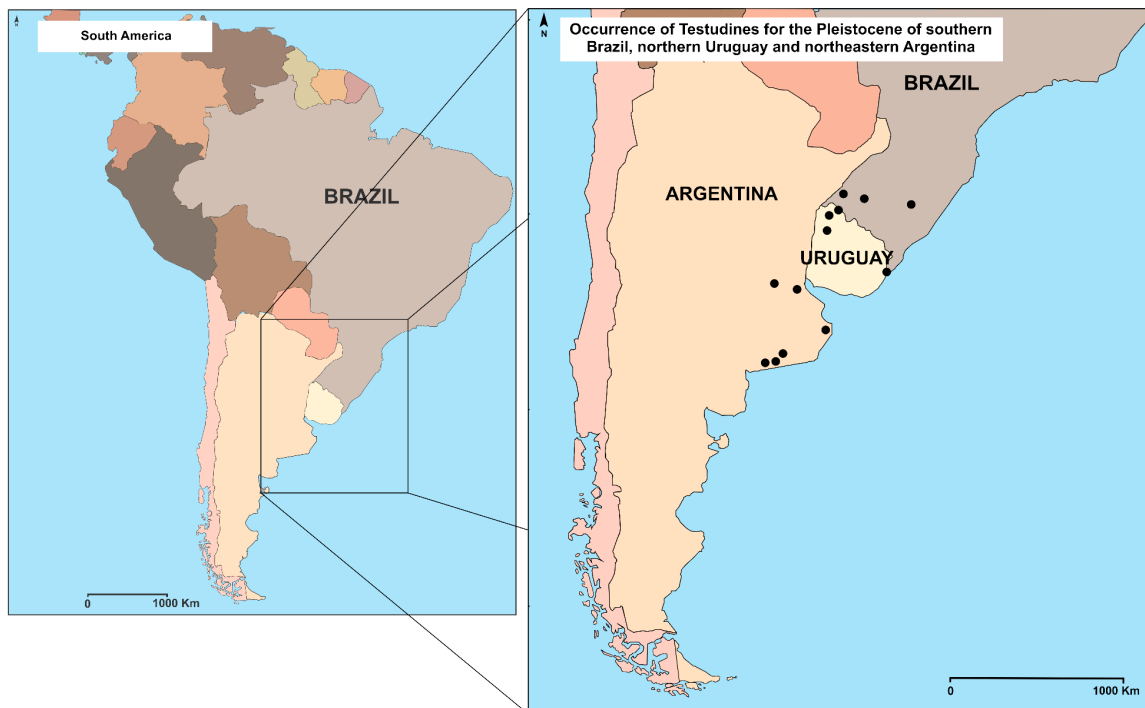 N
South America
BRAZIL
0 1000 Km
N
Occurrence of Testudines for the Pleistocene of southern
Brazil, northern Uruguay and northeastern Argentina
BRAZIL
ARGENTINA
URUGUAY
0 1000 Km